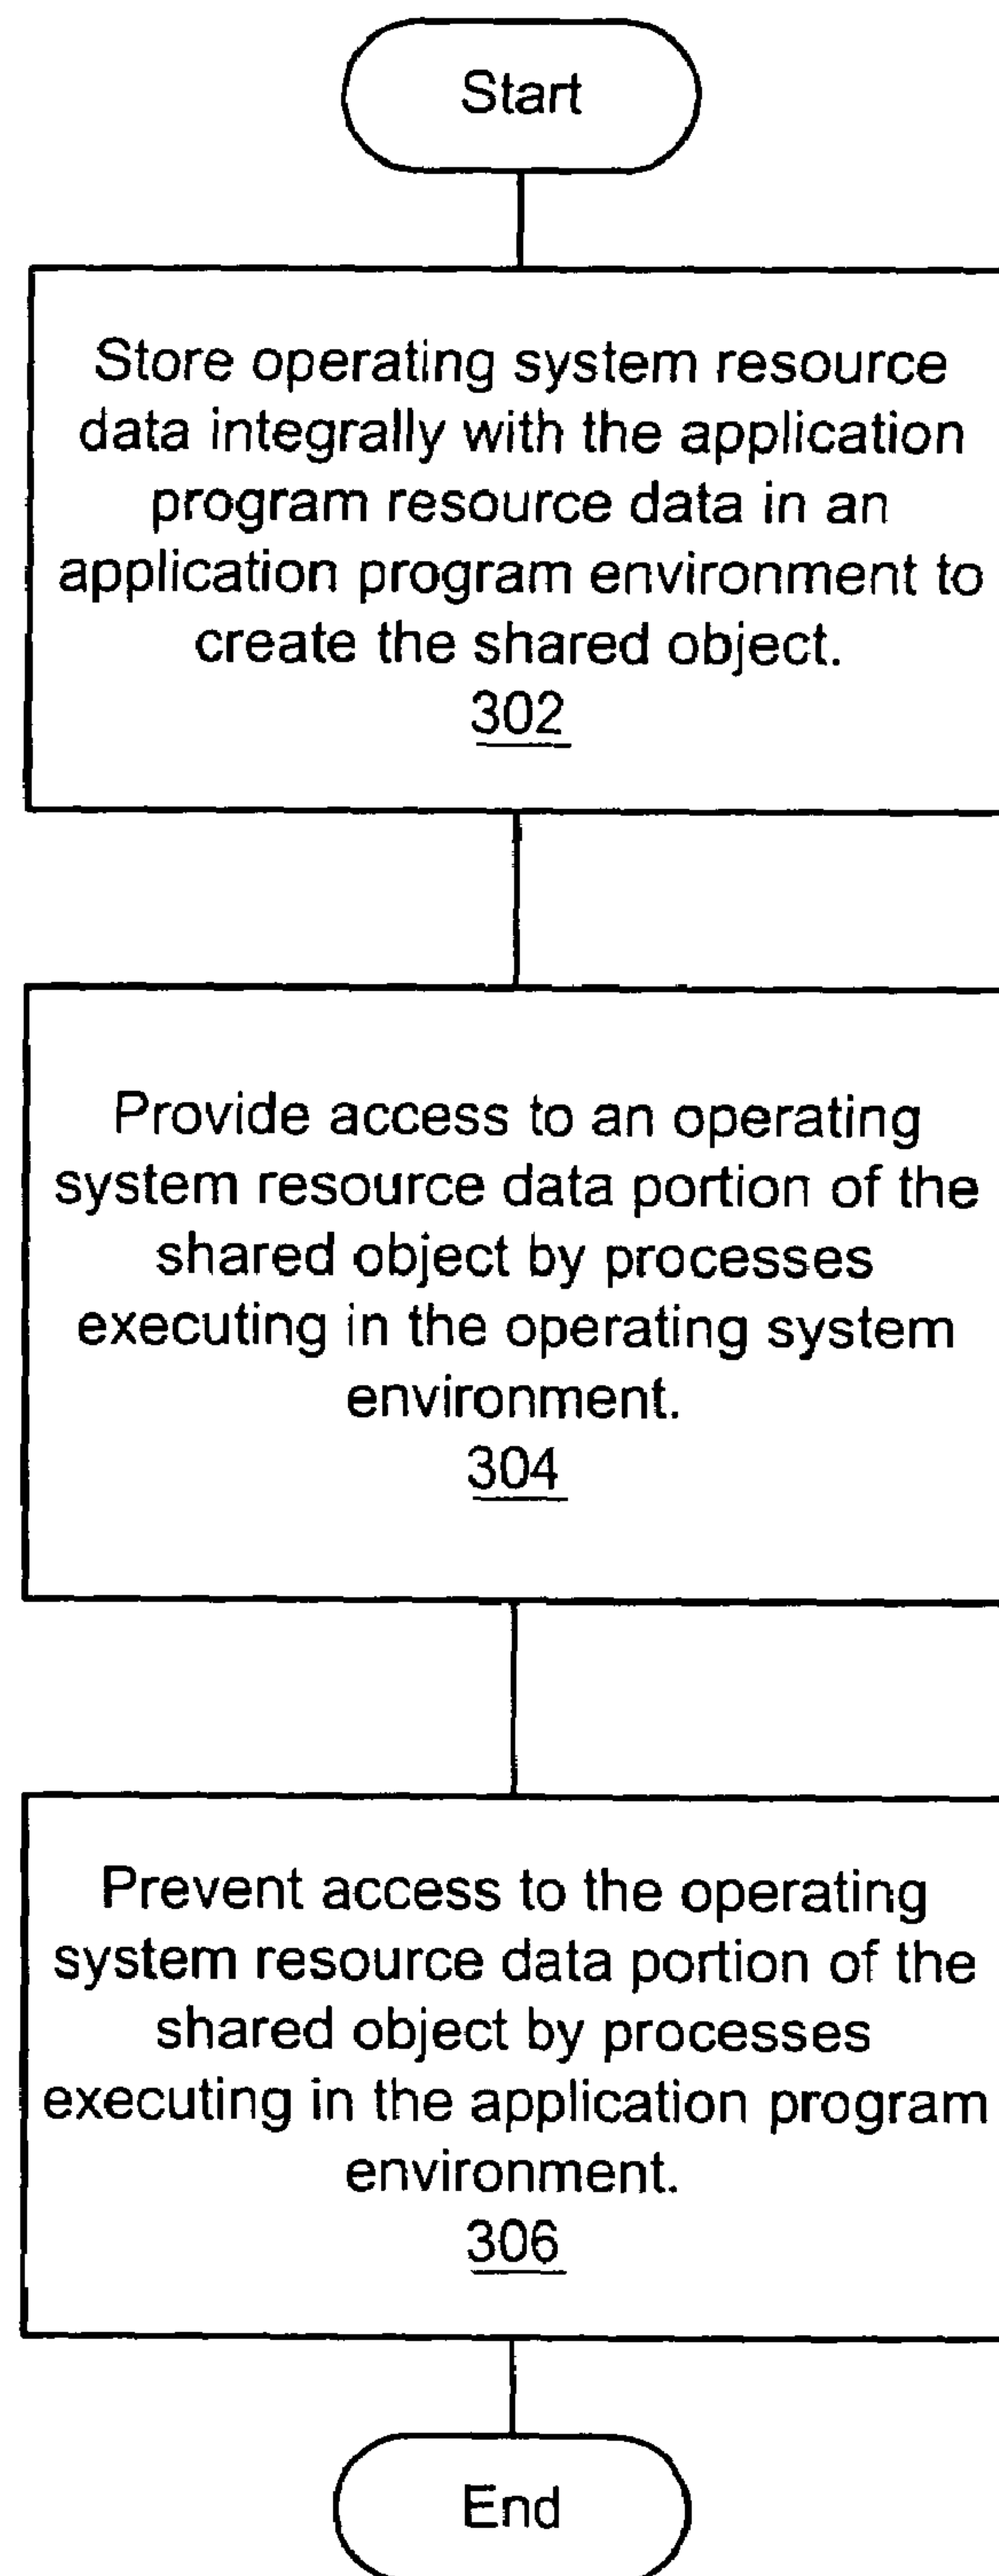 Start
Store operating system resource
data integrally with the application
program resource data in an
application program environment to
create the shared object.
302
Provide access to an operating
system resource data portion of the
shared object by processes
executing in the operating system
environment.
304
Prevent access to the operating
system resource data portion of the
shared object by processes
executing in the application program
environment.
306
End